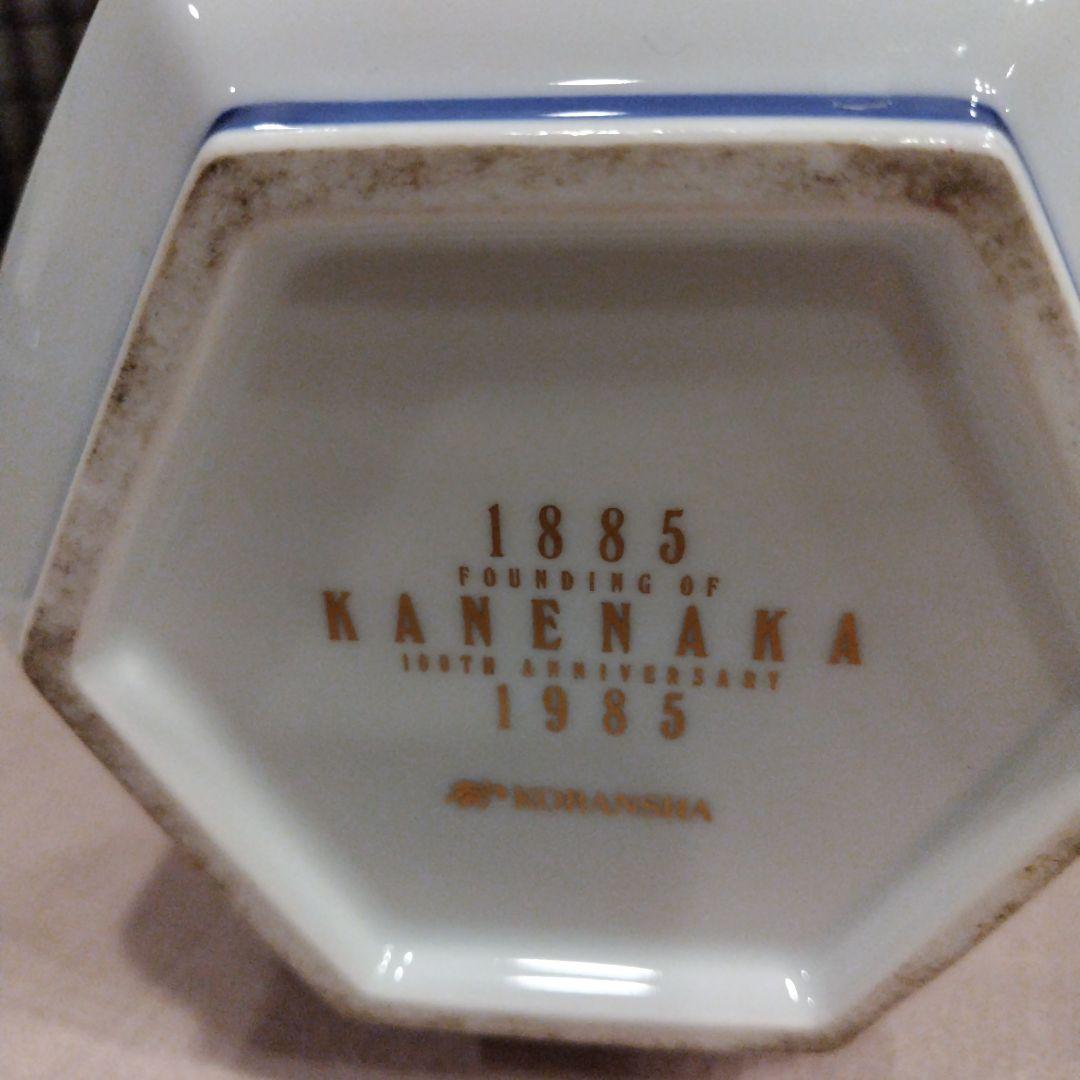 1885
FOUNDING OF
KANENAKA
100TH ANNIVERSARY
1985
KORANSHA